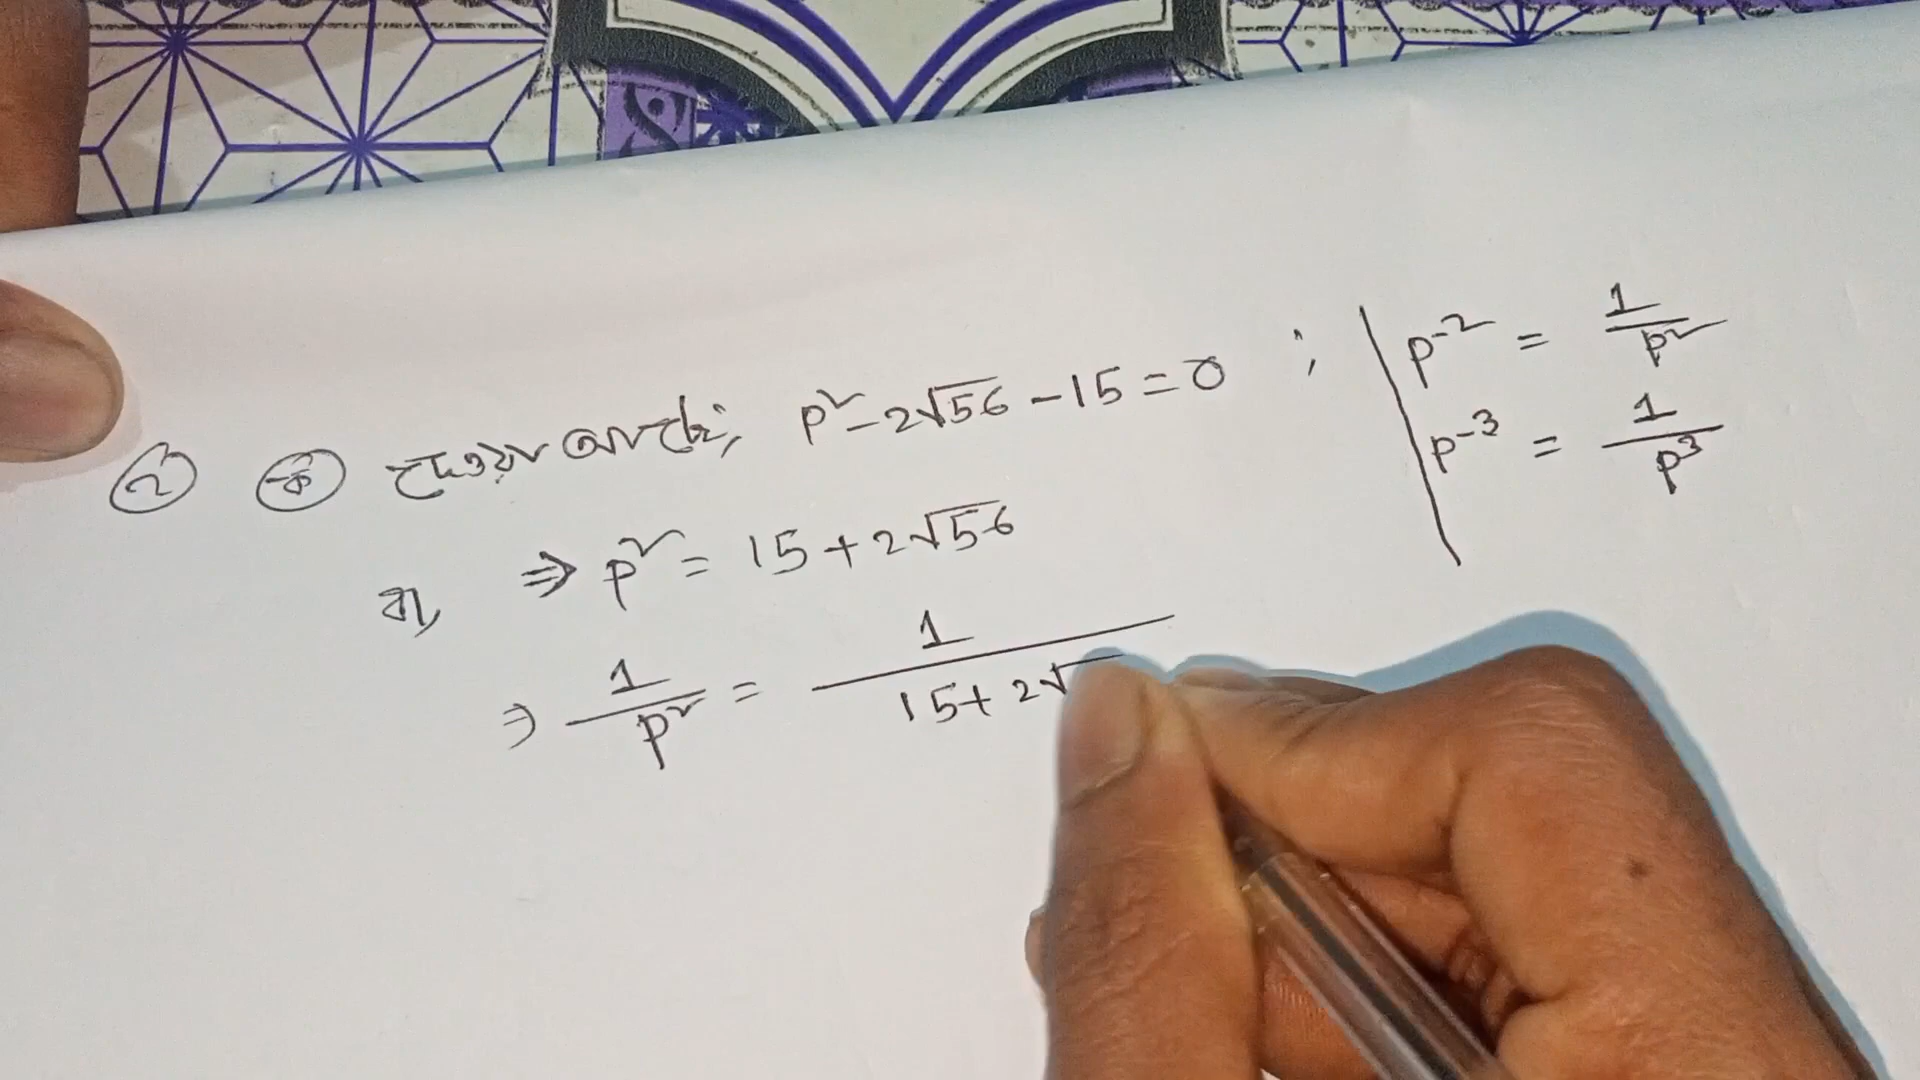 ২ ক দেওয়া আছে, p² - 2√56 - 15 = 0 ;
বা, ⇒ p² = 15 + 2√56
⇒ 1/p² = 1/(15 + 2√
p⁻² = 1/p²
p⁻³ = 1/p³